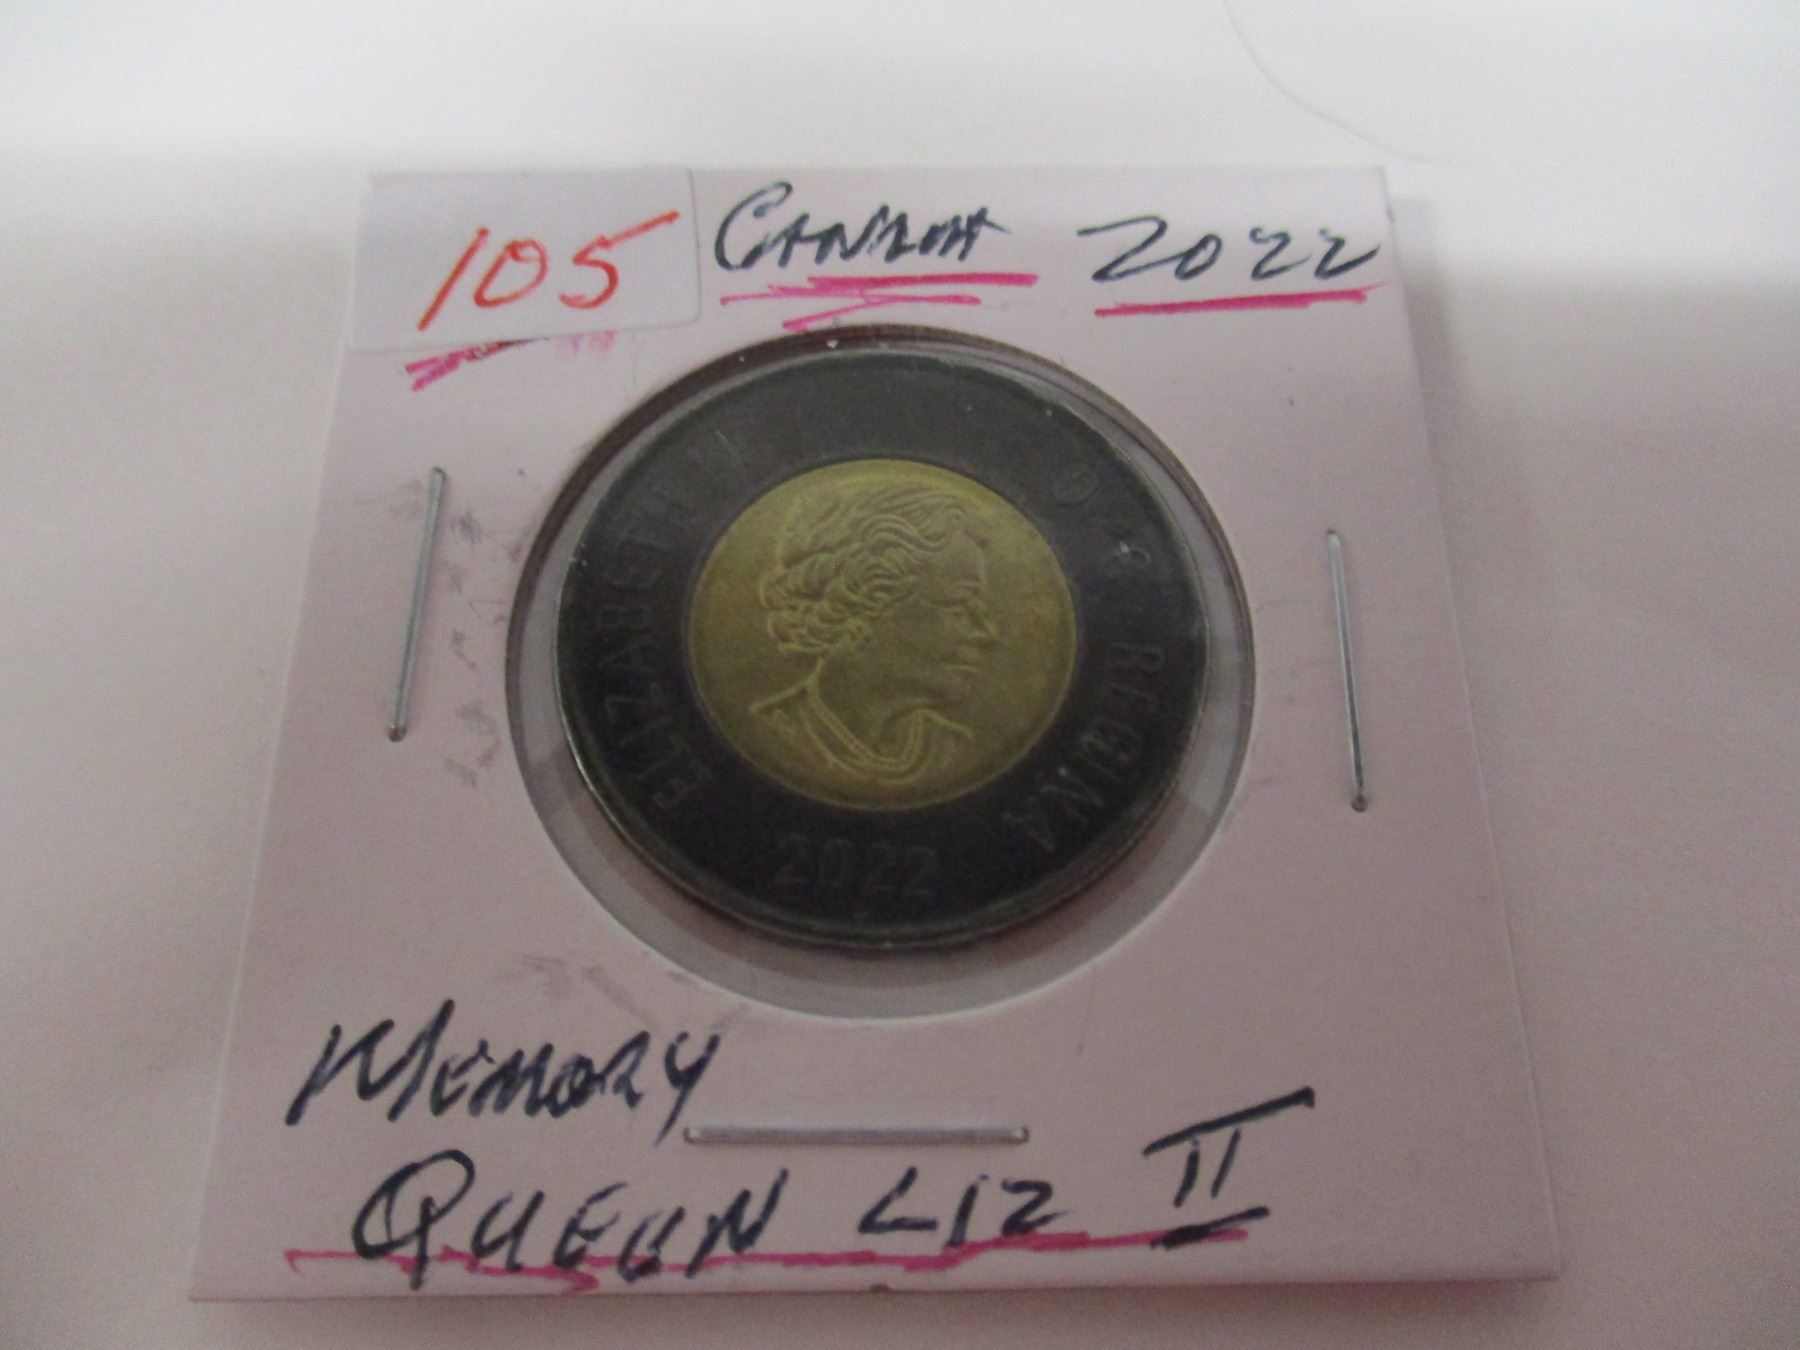 105 CANADA 2022
ELIZABETH II D·G· REGINA
2022
MEMORY
QUEEN LIZ II